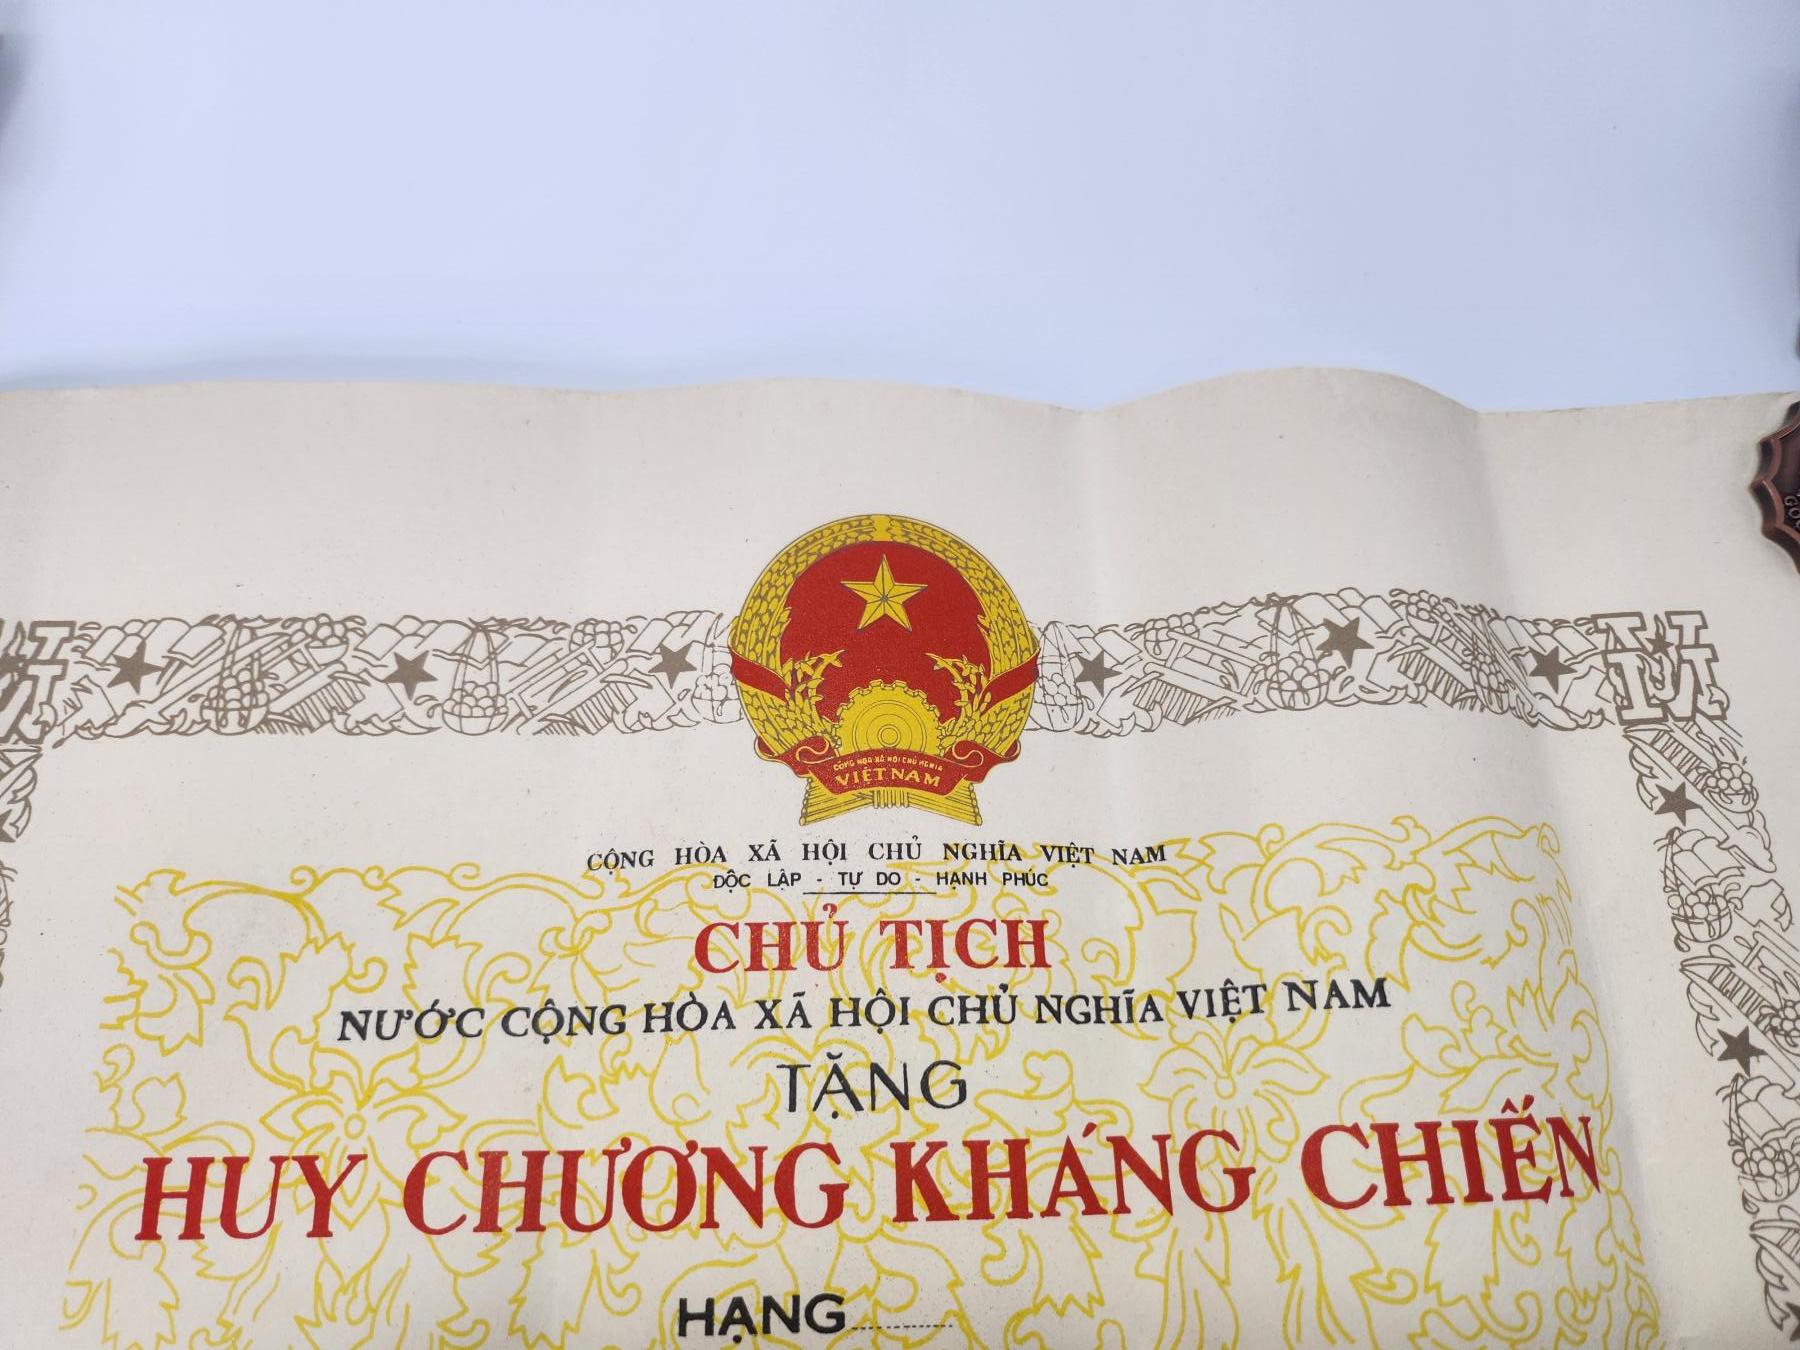 CỘNG HÒA XÃ HỘI CHỦ NGHĨA
VIỆT NAM
CỘNG HÒA XÃ HỘI CHỦ NGHĨA VIỆT NAM
ĐỘC LẬP - TỰ DO - HẠNH PHÚC
CHỦ TỊCH
NƯỚC CỘNG HÒA XÃ HỘI CHỦ NGHĨA VIỆT NAM
TẶNG
HUY CHƯƠNG KHÁNG CHIẾN
HẠNG